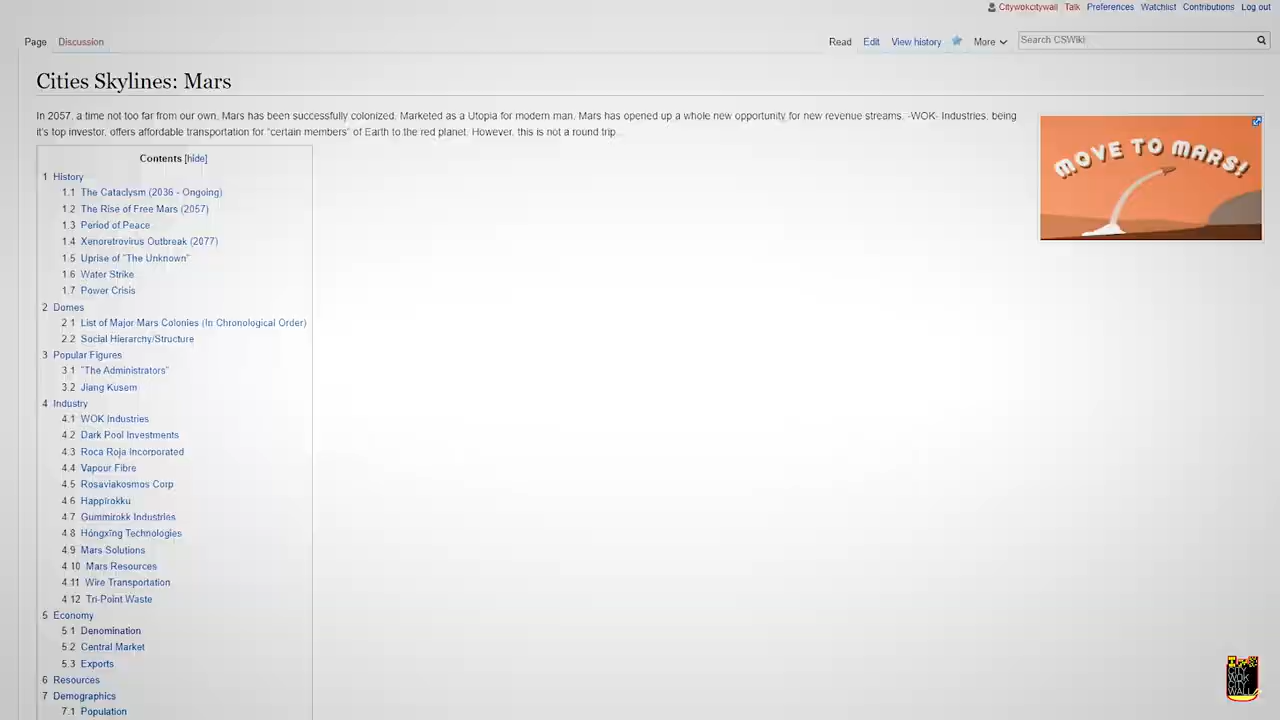 Citywokcitywall Talk Preferences Watchlist Contributions Log out
Page Discussion Read Edit View history More Search CSWiki
Cities Skylines: Mars
In 2057, a time not too far from our own, Mars has been successfully colonized. Marketed as a Utopia for modern man, Mars has opened up a whole new opportunity for new revenue streams. -WOK- Industries, being
it's top investor, offers affordable transportation for "certain members" of Earth to the red planet. However, this is not a round trip.
MOVE TO MARS!
Contents [hide]
1 History
1.1 The Cataclysm (2036 - Ongoing)
1.2 The Rise of Free Mars (2057)
1.3 Period of Peace
1.4 Xenoretrovirus Outbreak (2077)
1.5 Uprise of "The Unknown"
1.6 Water Strike
1.7 Power Crisis
2 Domes
2.1 List of Major Mars Colonies (In Chronological Order)
2.2 Social Hierarchy/Structure
3 Popular Figures
3.1 "The Administrators"
3.2 Jiang Kusem
4 Industry
4.1 WOK Industries
4.2 Dark Pool Investments
4.3 Roca Roja Incorporated
4.4 Vapour Fibre
4.5 Rosaviakosmos Corp
4.6 Happīrokku
4.7 Gummirokk Industries
4.8 Hóngxīng Technologies
4.9 Mars Solutions
4.10 Mars Resources
4.11 Wire Transportation
4.12 Tri-Point Waste
5 Economy
5.1 Denomination
5.2 Central Market
5.3 Exports
6 Resources
7 Demographics
7.1 Population
CITY
WOK
WALL